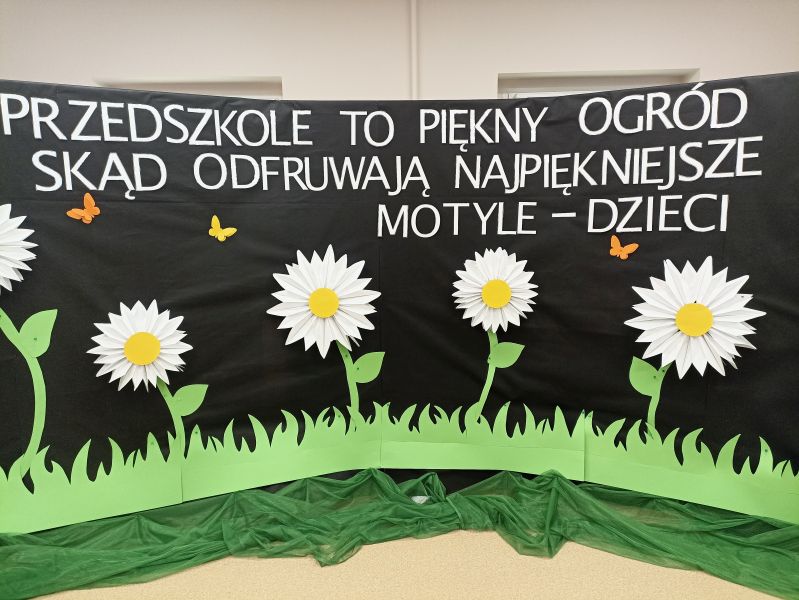 PRZEDSZKOLE TO PIĘKNY OGRÓD
SKĄD ODFRUWAJĄ NAJPIĘKNIEJSZE
MOTYLE – DZIECI